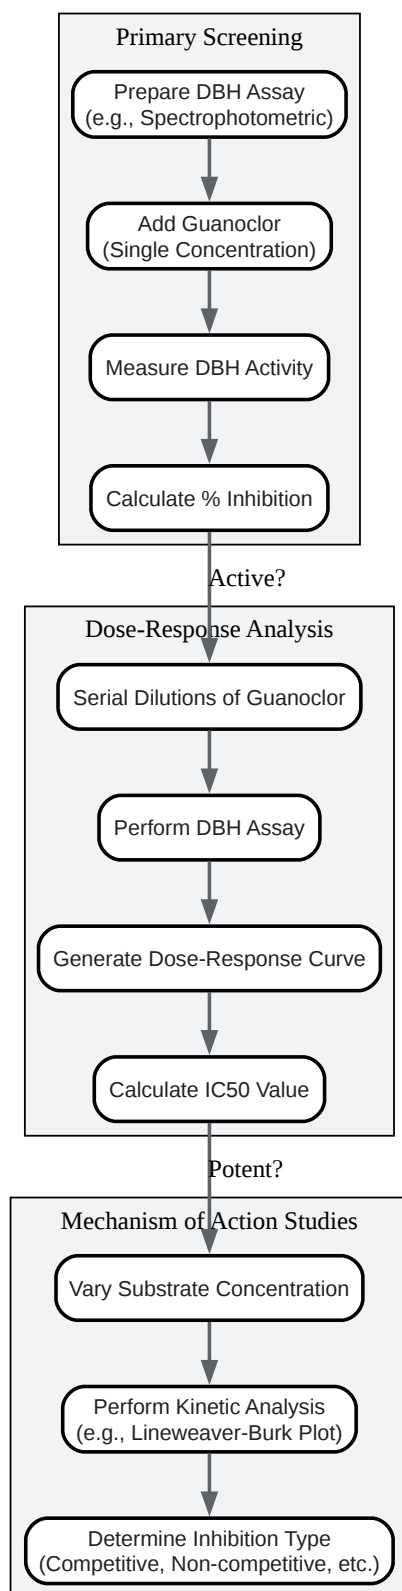 Primary Screening
Prepare DBH Assay
(e.g., Spectrophotometric)
Add Guanoclor
(Single Concentration)
Measure DBH Activity
Calculate % Inhibition
Active?
Dose-Response Analysis
Serial Dilutions of Guanoclor
Perform DBH Assay
Generate Dose-Response Curve
Calculate IC50 Value
Potent?
Mechanism of Action Studies
Vary Substrate Concentration
Perform Kinetic Analysis
(e.g., Lineweaver-Burk Plot)
Determine Inhibition Type
(Competitive, Non-competitive, etc.)